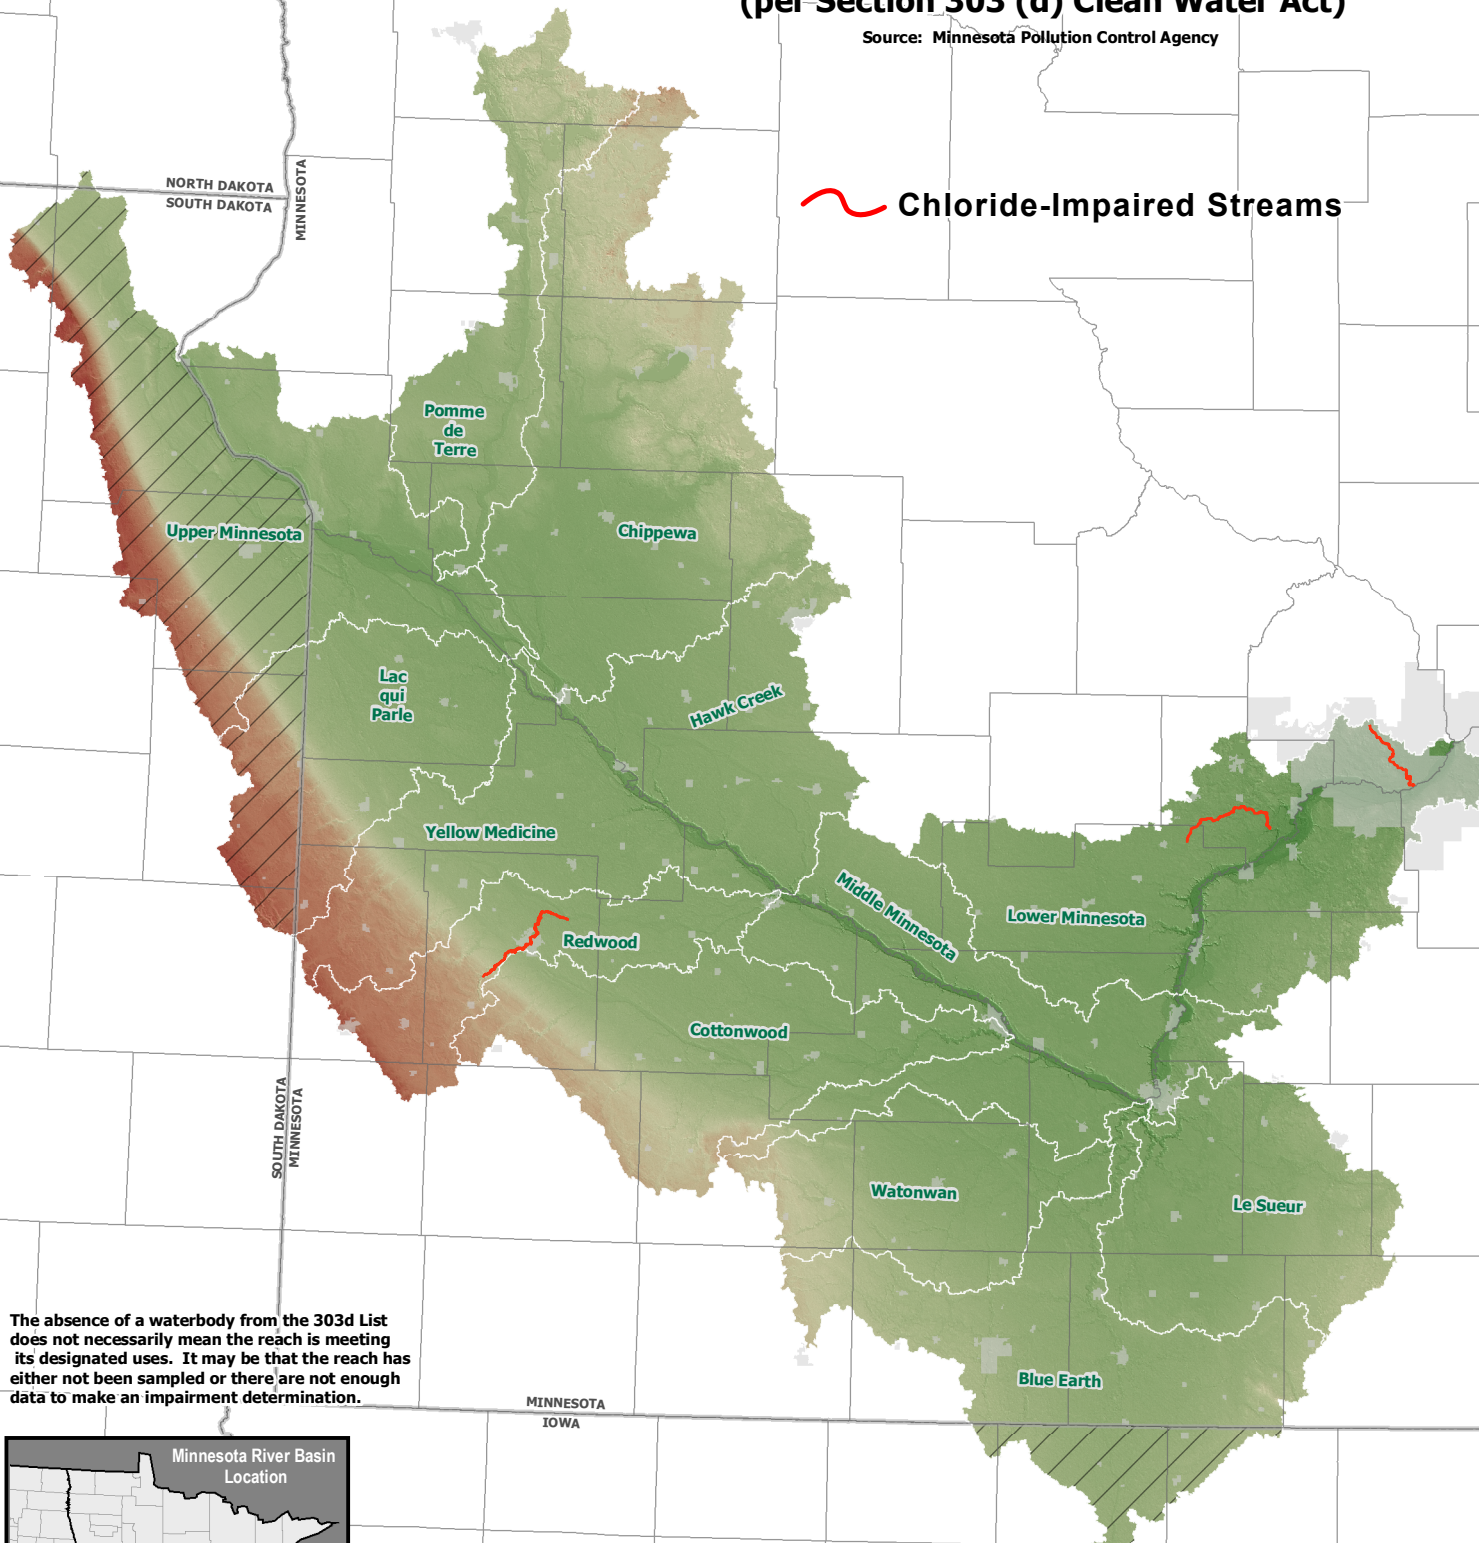 (per Section 303 (d) Clean Water Act)
Source: Minnesota Pollution Control Agency
NORTH DAKOTA
SOUTH DAKOTA
MINNESOTA
Chloride-Impaired Streams
Pomme
de
Terre
Upper Minnesota
Chippewa
Lac
qui
Parle
Hawk Creek
Yellow Medicine
Middle Minnesota
Lower Minnesota
Redwood
Cottonwood
SOUTH DAKOTA
MINNESOTA
Watonwan
Le Sueur
The absence of a waterbody from the 303d List
does not necessarily mean the reach is meeting
its designated uses. It may be that the reach has
either not been sampled or there are not enough
data to make an impairment determination.
Blue Earth
MINNESOTA
IOWA
Minnesota River Basin
Location